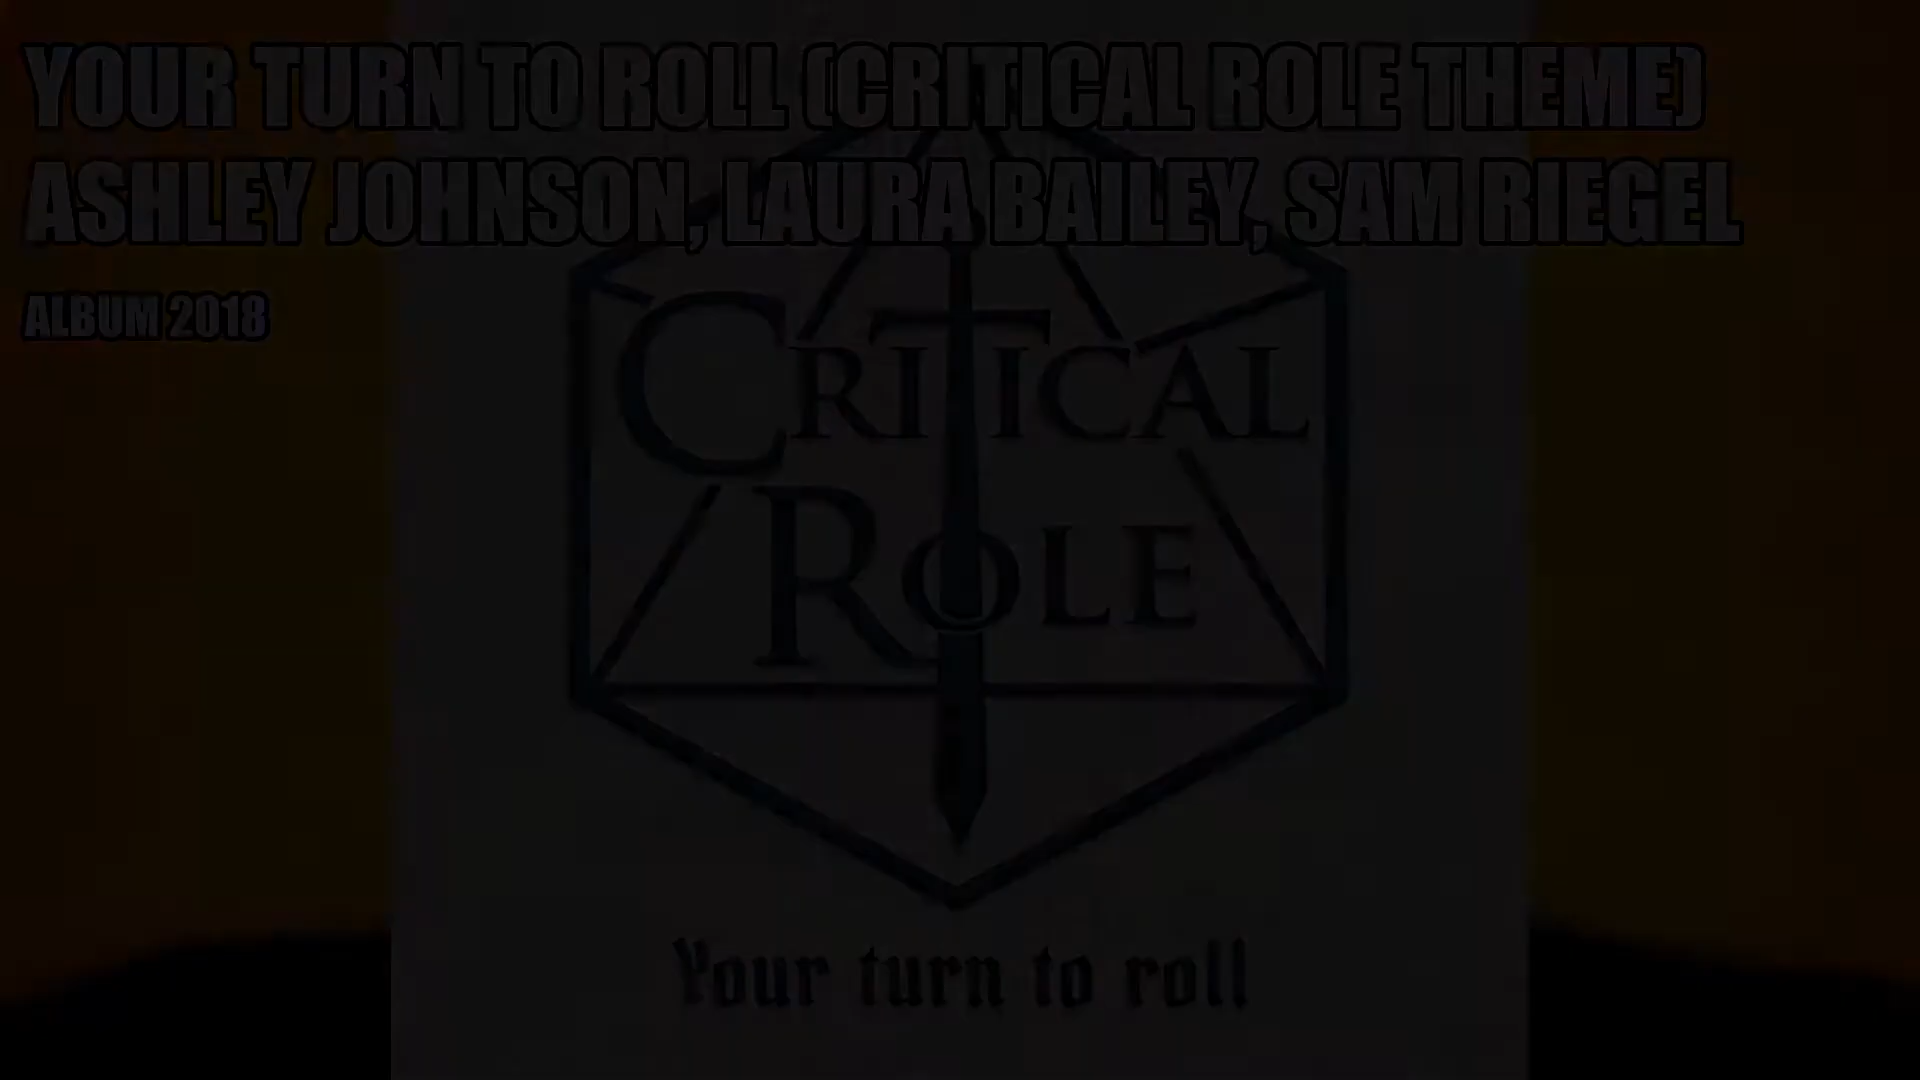 YOUR TURN TO ROLL (CRITICAL ROLE THEME)
ASHLEY JOHNSON, LAURA BAILEY, SAM RIEGEL
ALBUM 2018
CRITICAL
ROLE
Your turn to roll